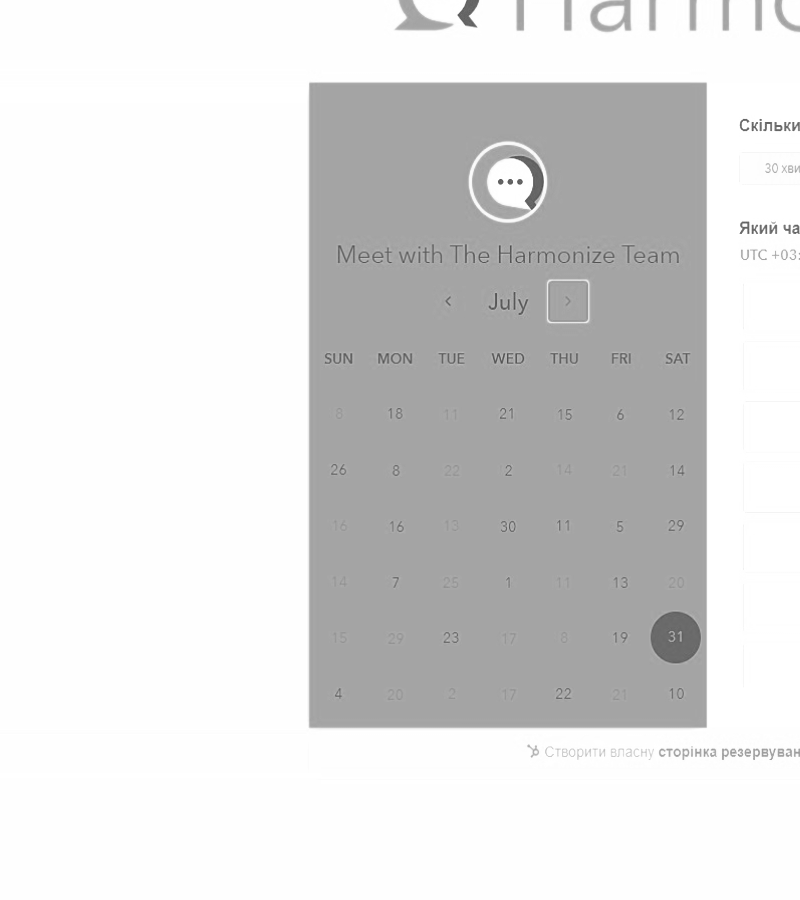 Harmo
Скільки
30 хви
Meet with The Harmonize Team
Який ча
UTC +03:
July
SUN MON TUE WED THU FRI SAT
8 18 11 21 15 6 12
26 8 22 2 14 21 14
16 16 13 30 11 5 29
14 7 25 1 11 13 20
15 29 23 17 8 19 31
4 20 2 17 22 21 10
Створити власну сторінка резервуван